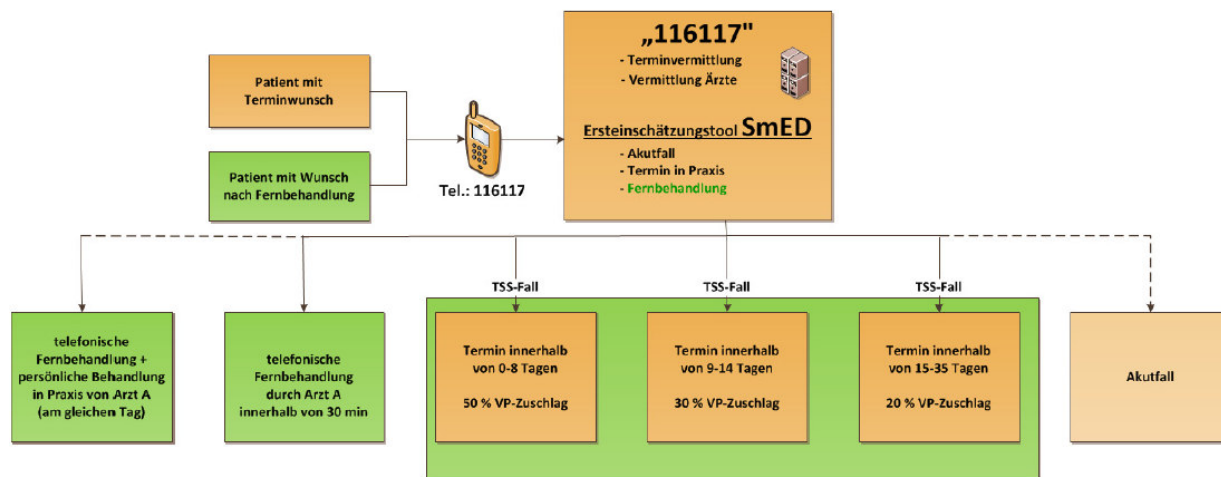 Patient mit
Terminwunsch
Patient mit Wunsch
nach Fernbehandlung
Tel.: 116117
„116117"
- Terminvermittlung
- Vermittlung Ärzte
Ersteinschätzungstool SmED
- Akutfall
- Termin in Praxis
- Fernbehandlung
TSS-Fall
TSS-Fall
TSS-Fall
telefonische
Fernbehandlung +
persönliche Behandlung
in Praxis von Arzt A
(am gleichen Tag)
telefonische
Fernbehandlung
durch Arzt A
innerhalb von 30 min
Termin innerhalb
von 0-8 Tagen
50 % VP-Zuschlag
Termin innerhalb
von 9-14 Tagen
30 % VP-Zuschlag
Termin innerhalb
von 15-35 Tagen
20 % VP-Zuschlag
Akutfall